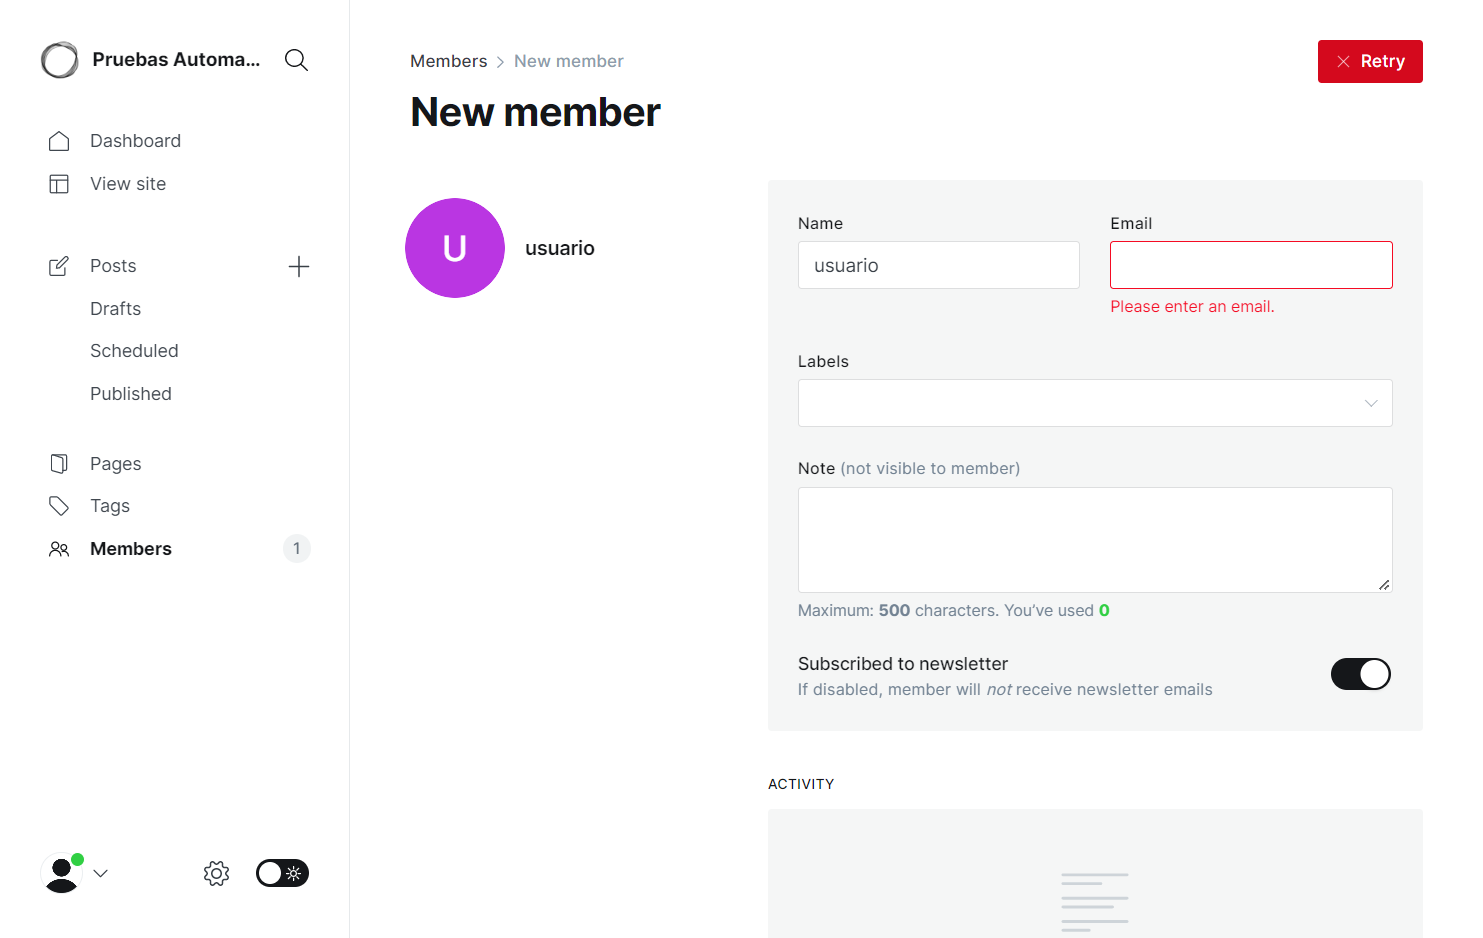 Pruebas Automa...
Dashboard
View site
Posts
Drafts
Scheduled
Published
Pages
Tags
Members
1
Members > New member
Retry
New member
U
usuario
Name
usuario
Email
Please enter an email.
Labels
Note (not visible to member)
Maximum: 500 characters. You’ve used 0
Subscribed to newsletter
If disabled, member will not receive newsletter emails
ACTIVITY